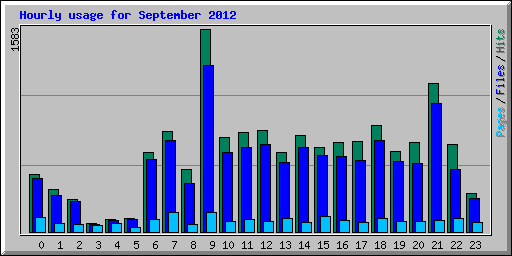 Hourly usage for September 2012
1583
Pages/Files/Hits
0 1 2 3 4 5 6 7 8 9 10 11 12 13 14 15 16 17 18 19 20 21 22 23